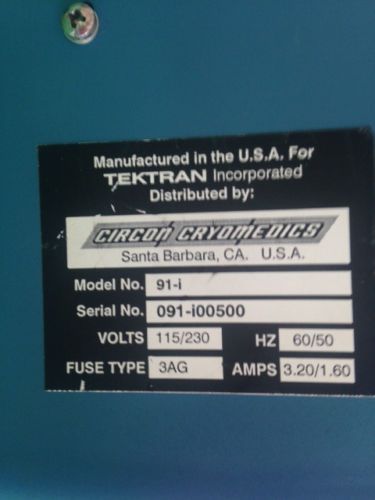 Manufactured in the U.S.A. For
TEKTRAN Incorporated
Distributed by:
CIRCON CRYOMEDICS
Santa Barbara, CA. U.S.A.
Model No. 91-i
Serial No. 091-i00500
VOLTS 115/230 HZ 60/50
FUSE TYPE 3AG AMPS 3.20/1.60